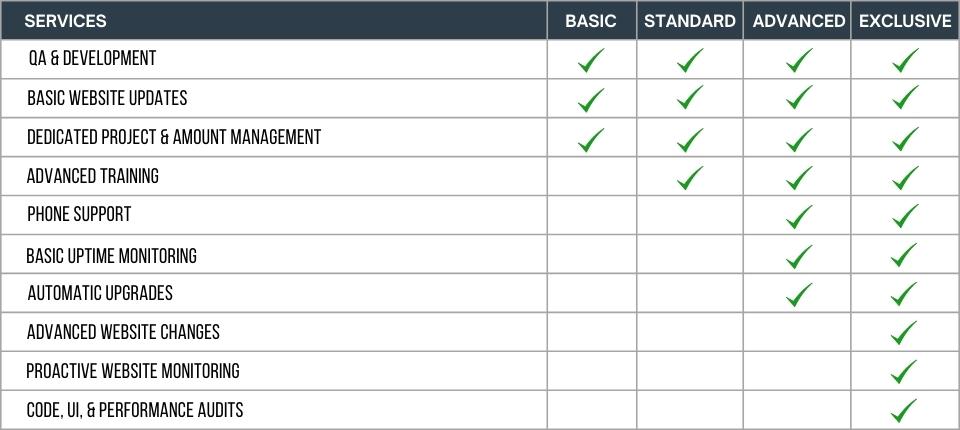 SERVICES BASIC STANDARD ADVANCED EXCLUSIVE
QA & DEVELOPMENT
BASIC WEBSITE UPDATES
DEDICATED PROJECT & AMOUNT MANAGEMENT
ADVANCED TRAINING
PHONE SUPPORT
BASIC UPTIME MONITORING
AUTOMATIC UPGRADES
ADVANCED WEBSITE CHANGES
PROACTIVE WEBSITE MONITORING
CODE, UI, & PERFORMANCE AUDITS